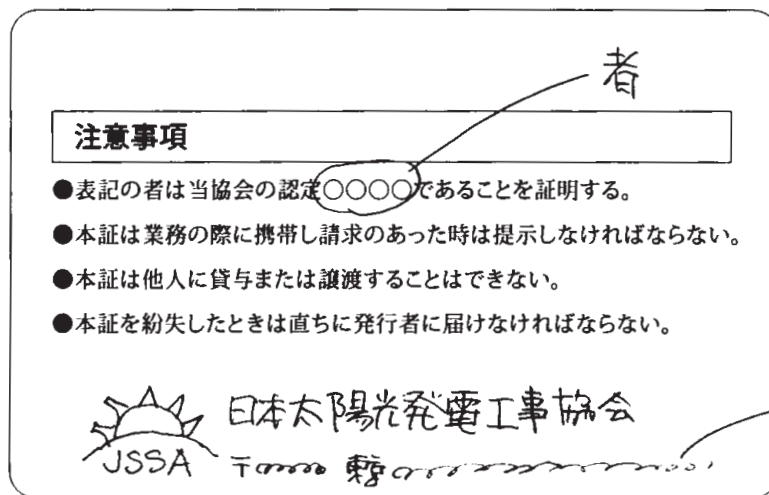 者
注意事項
●表記の者は当協会の認定○○○○であることを証明する。
●本証は業務の際に携帯し請求のあった時は提示しなければならない。
●本証は他人に貸与または譲渡することはできない。
●本証を紛失したときは直ちに発行者に届けなければならない。
日本太陽光発電工事協会
JSSA 〒 東京